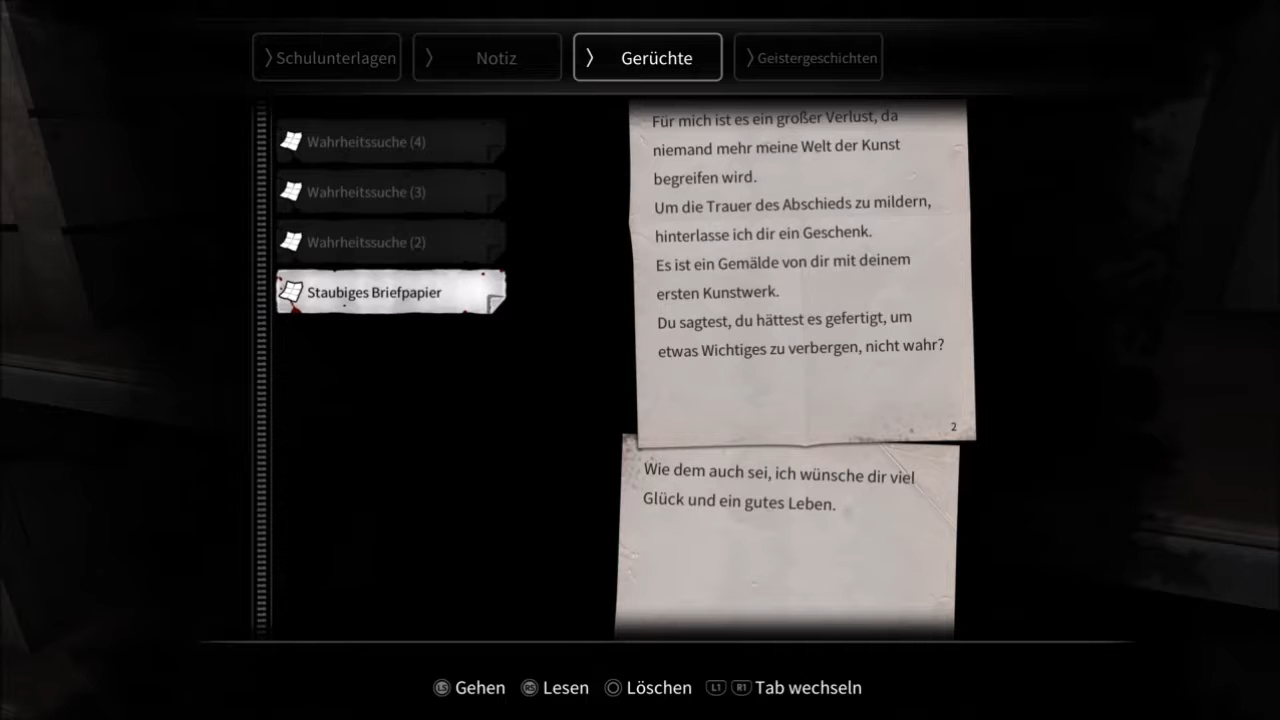 Schulunterlagen
Notiz
Gerüchte
Geistergeschichten
Wahrheitssuche (4)
Wahrheitssuche (3)
Wahrheitssuche (2)
Staubiges Briefpapier
Für mich ist es ein großer Verlust, da
niemand mehr meine Welt der Kunst
begreifen wird.
Um die Trauer des Abschieds zu mildern,
hinterlasse ich dir ein Geschenk.
Es ist ein Gemälde von dir mit deinem
ersten Kunstwerk.
Du sagtest, du hättest es gefertigt, um
etwas Wichtiges zu verbergen, nicht wahr?
2
Wie dem auch sei, ich wünsche dir viel
Glück und ein gutes Leben.
LS Gehen RS Lesen Löschen L1 R1 Tab wechseln